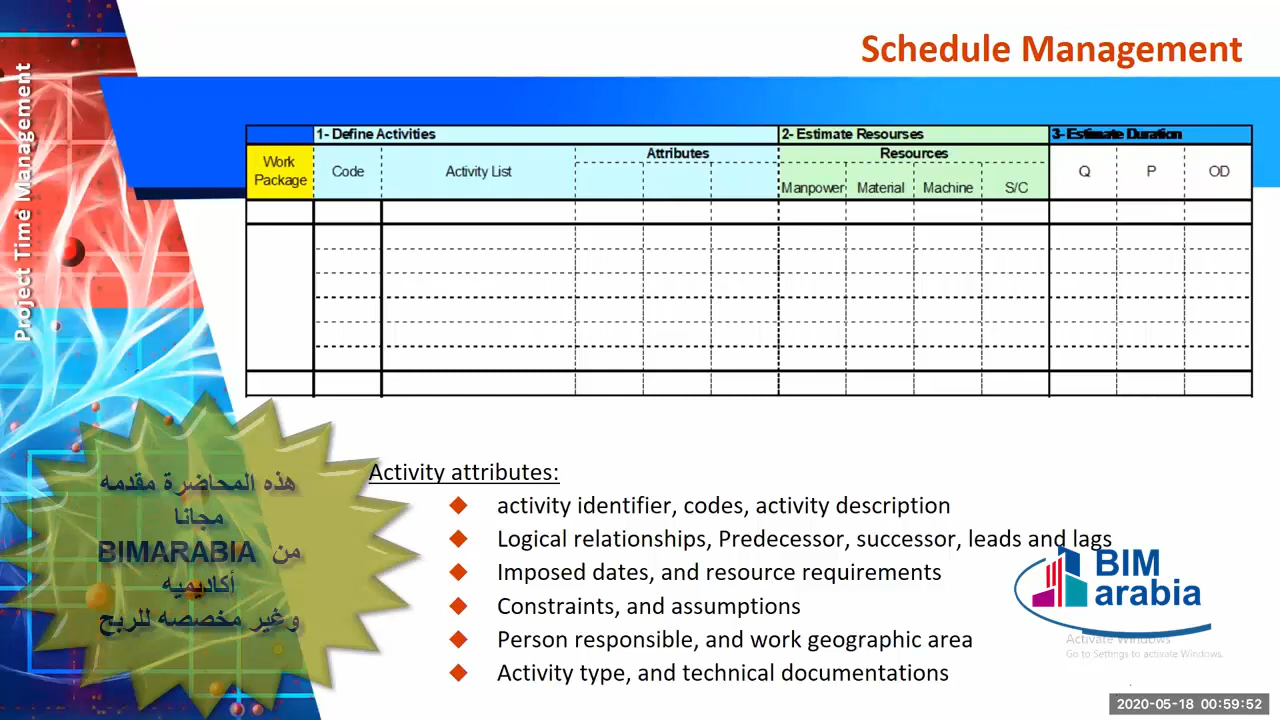 Schedule Management
Project Time Management
1- Define Activities
2- Estimate Resourses
3- Estimate Duration
Work
Package
Code
Activity List
Attributes
Resources
Manpower
Material
Machine
S/C
Q
P
OD
Activity attributes:
activity identifier, codes, activity description
Logical relationships, Predecessor, successor, leads and lags
Imposed dates, and resource requirements
Constraints, and assumptions
Person responsible, and work geographic area
Activity type, and technical documentations
هذه المحاضرة مقدمه
مجانا
من BIMARABIA
أكاديميه
وغير مخصصه للربح
BIM
arabia
Activate Windows
Go to Settings to activate Windows.
2020-05-18 00:59:52